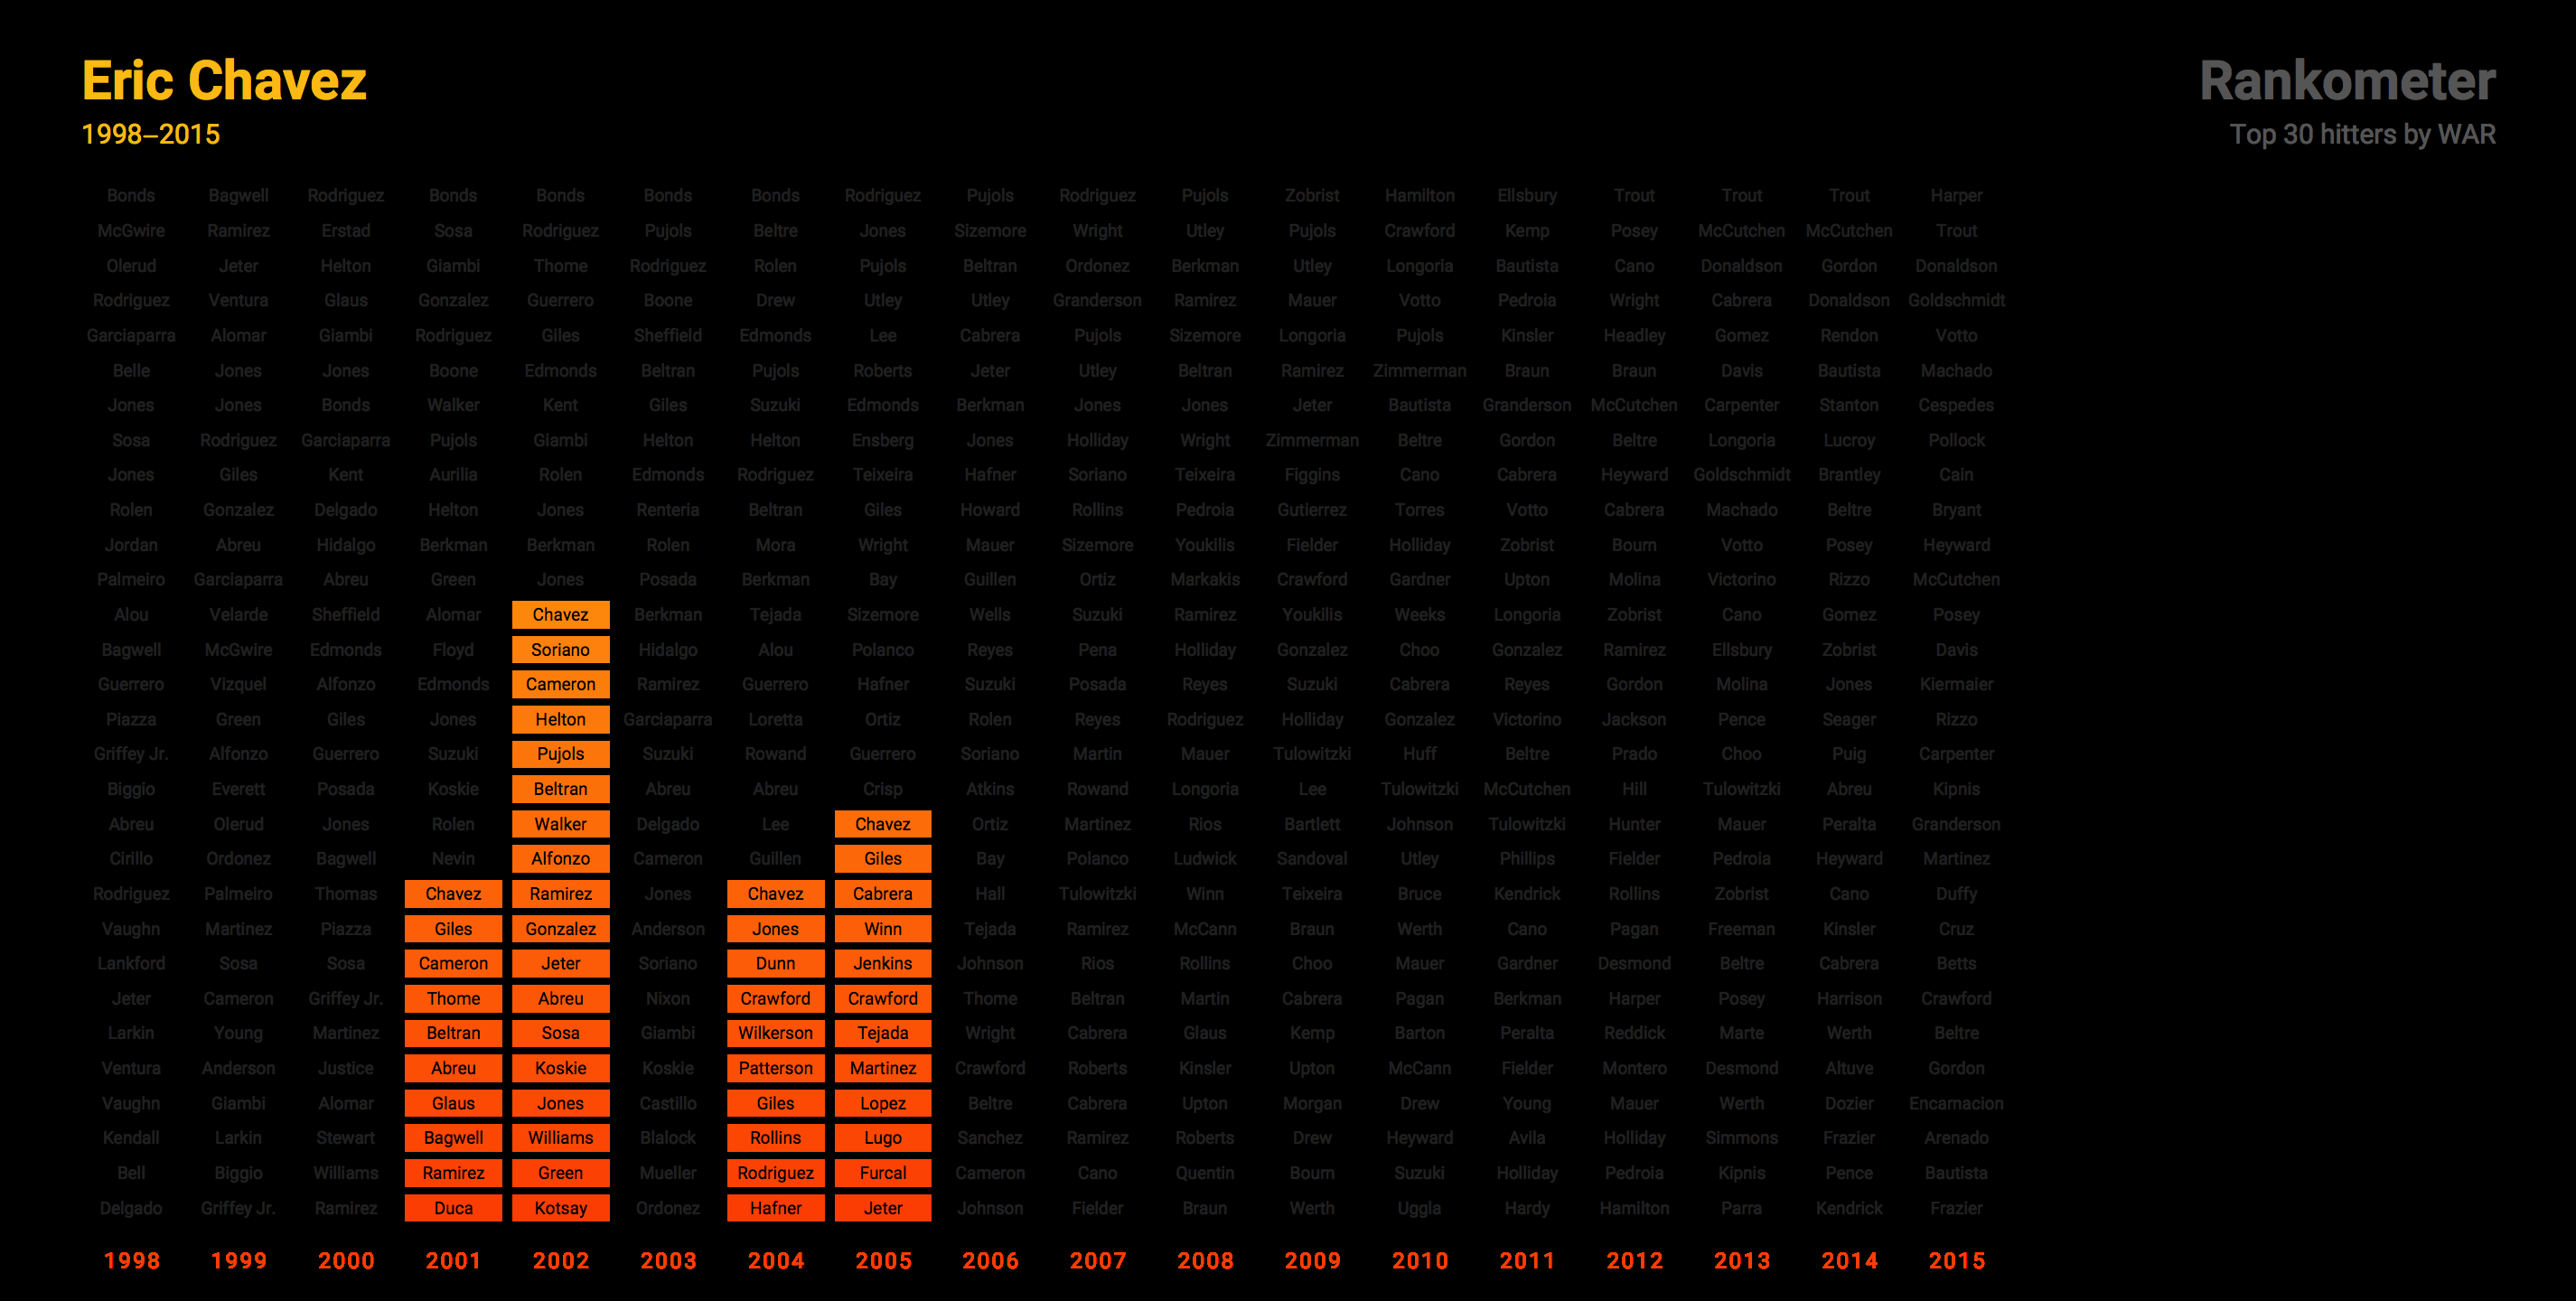 Eric Chavez
Rankometer
1998–2015
Top 30 hitters by WAR
Bonds Bagwell Rodriguez Bonds Bonds Bonds Bonds Rodriguez Pujols Rodriguez Pujols Zobrist Hamilton Ellsbury Trout Trout Trout Harper
McGwire Ramirez Erstad Sosa Rodriguez Pujols Beltre Jones Sizemore Wright Utley Pujols Crawford Kemp Posey McCutchen McCutchen Trout
Olerud Jeter Helton Giambi Thome Rodriguez Rolen Pujols Beltran Ordonez Berkman Utley Longoria Bautista Cano Donaldson Gordon Donaldson
Rodriguez Ventura Glaus Gonzalez Guerrero Boone Drew Utley Utley Granderson Ramirez Mauer Votto Pedroia Wright Cabrera Donaldson Goldschmidt
Garciaparra Alomar Giambi Rodriguez Giles Sheffield Edmonds Lee Cabrera Pujols Sizemore Longoria Pujols Kinsler Headley Gomez Rendon Votto
Belle Jones Jones Boone Edmonds Beltran Pujols Roberts Jeter Utley Beltran Ramirez Zimmerman Braun Braun Davis Bautista Machado
Jones Jones Bonds Walker Kent Giles Suzuki Edmonds Berkman Jones Jones Jeter Bautista Granderson McCutchen Carpenter Stanton Cespedes
Sosa Rodriguez Garciaparra Pujols Giambi Helton Helton Ensberg Jones Holliday Wright Zimmerman Beltre Gordon Beltre Longoria Lucroy Pollock
Jones Giles Kent Aurilia Rolen Edmonds Rodriguez Teixeira Hafner Soriano Teixeira Figgins Cano Cabrera Heyward Goldschmidt Brantley Cain
Rolen Gonzalez Delgado Helton Jones Renteria Beltran Giles Howard Rollins Pedroia Gutierrez Torres Votto Cabrera Machado Beltre Bryant
Jordan Abreu Hidalgo Berkman Berkman Rolen Mora Wright Mauer Sizemore Youkilis Fielder Holliday Zobrist Bourn Votto Posey Heyward
Palmeiro Garciaparra Abreu Green Jones Posada Berkman Bay Guillen Ortiz Markakis Crawford Gardner Upton Molina Victorino Rizzo McCutchen
Alou Velarde Sheffield Alomar Chavez Berkman Tejada Sizemore Wells Suzuki Ramirez Youkilis Weeks Longoria Zobrist Cano Gomez Posey
Bagwell McGwire Edmonds Floyd Soriano Hidalgo Alou Polanco Reyes Pena Holliday Gonzalez Choo Gonzalez Ramirez Ellsbury Zobrist Davis
Guerrero Vizquel Alfonzo Edmonds Cameron Ramirez Guerrero Hafner Suzuki Posada Reyes Suzuki Cabrera Reyes Gordon Molina Jones Kiermaier
Piazza Green Giles Jones Helton Garciaparra Loretta Ortiz Rolen Reyes Rodriguez Holliday Gonzalez Victorino Jackson Pence Seager Rizzo
Griffey Jr. Alfonzo Guerrero Suzuki Pujols Suzuki Rowand Guerrero Soriano Martin Mauer Tulowitzki Huff Beltre Prado Choo Puig Carpenter
Biggio Everett Posada Koskie Beltran Abreu Abreu Crisp Atkins Rowand Longoria Lee Tulowitzki McCutchen Hill Tulowitzki Abreu Kipnis
Abreu Olerud Jones Rolen Walker Delgado Lee Chavez Ortiz Martinez Rios Bartlett Johnson Tulowitzki Hunter Mauer Peralta Granderson
Cirillo Ordonez Bagwell Nevin Alfonzo Cameron Guillen Giles Bay Polanco Ludwick Sandoval Utley Phillips Fielder Pedroia Heyward Martinez
Rodriguez Palmeiro Thomas Chavez Ramirez Jones Chavez Cabrera Hall Tulowitzki Winn Teixeira Bruce Kendrick Rollins Zobrist Cano Duffy
Vaughn Martinez Piazza Giles Gonzalez Anderson Jones Winn Tejada Ramirez McCann Braun Werth Cano Pagan Freeman Kinsler Cruz
Lankford Sosa Sosa Cameron Jeter Soriano Dunn Jenkins Johnson Rios Rollins Choo Mauer Gardner Desmond Beltre Cabrera Betts
Jeter Cameron Griffey Jr. Thome Abreu Nixon Crawford Crawford Thome Beltran Martin Cabrera Pagan Berkman Harper Posey Harrison Crawford
Larkin Young Martinez Beltran Sosa Giambi Wilkerson Tejada Wright Cabrera Glaus Kemp Barton Peralta Reddick Marte Werth Beltre
Ventura Anderson Justice Abreu Koskie Koskie Patterson Martinez Crawford Roberts Kinsler Upton McCann Fielder Montero Desmond Altuve Gordon
Vaughn Giambi Alomar Glaus Jones Castillo Giles Lopez Beltre Cabrera Upton Morgan Drew Young Mauer Werth Dozier Encarnacion
Kendall Larkin Stewart Bagwell Williams Blalock Rollins Lugo Sanchez Ramirez Roberts Drew Heyward Avila Holliday Simmons Frazier Arenado
Bell Biggio Williams Ramirez Green Mueller Rodriguez Furcal Cameron Cano Quentin Bourn Suzuki Holliday Pedroia Kipnis Pence Bautista
Delgado Griffey Jr. Ramirez Duca Kotsay Ordonez Hafner Jeter Johnson Fielder Braun Werth Uggla Hardy Hamilton Parra Kendrick Frazier
1998 1999 2000 2001 2002 2003 2004 2005 2006 2007 2008 2009 2010 2011 2012 2013 2014 2015